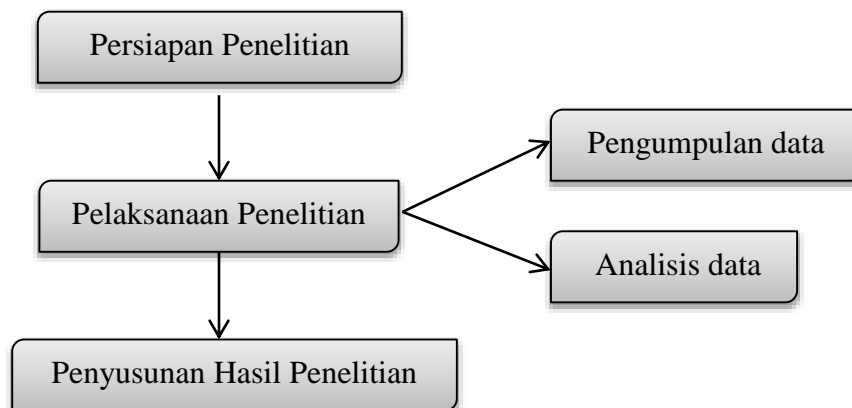 Persiapan Penelitian
Pengumpulan data
Pelaksanaan Penelitian
Analisis data
Penyusunan Hasil Penelitian